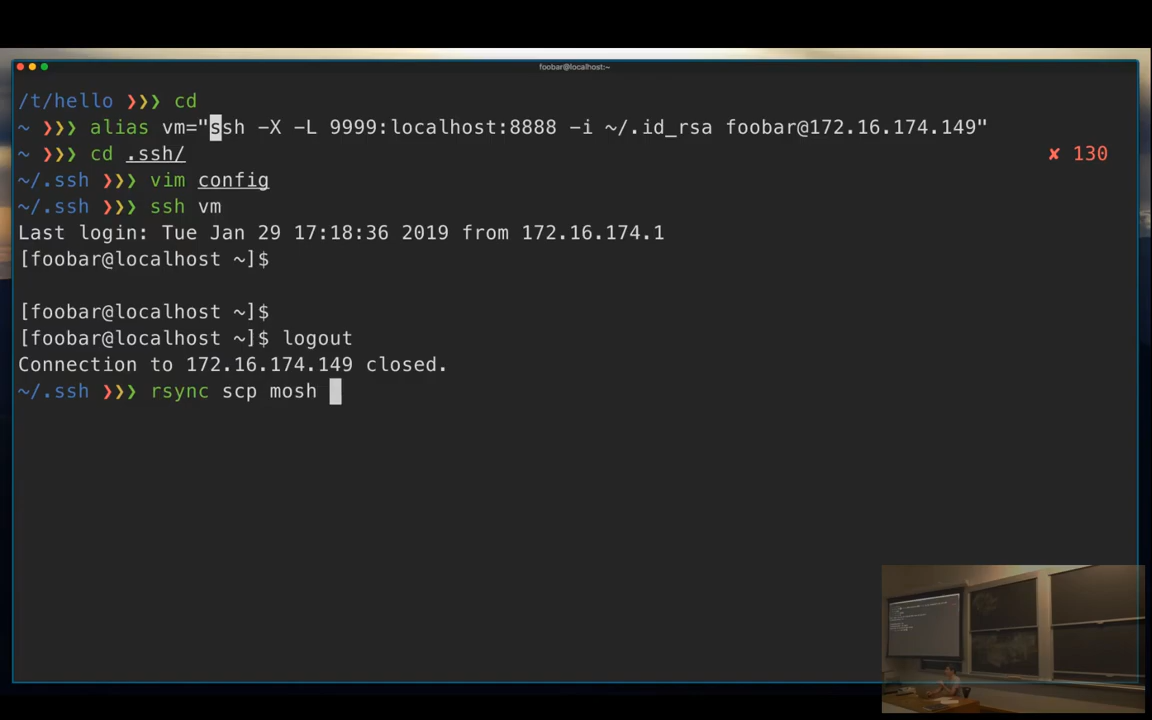 foobar@localhost:~
/t/hello ❯❯❯ cd
~ ❯❯❯ alias vm="ssh -X -L 9999:localhost:8888 -i ~/.id_rsa foobar@172.16.174.149"
~ ❯❯❯ cd .ssh/ ✘ 130
~/.ssh ❯❯❯ vim config
~/.ssh ❯❯❯ ssh vm
Last login: Tue Jan 29 17:18:36 2019 from 172.16.174.1
[foobar@localhost ~]$
[foobar@localhost ~]$
[foobar@localhost ~]$ logout
Connection to 172.16.174.149 closed.
~/.ssh ❯❯❯ rsync scp mosh